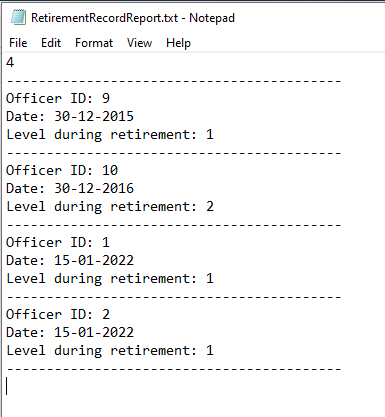 RetirementRecordReport.txt - Notepad
File Edit Format View Help
4
------------------------------------------
Officer ID: 9
Date: 30-12-2015
Level during retirement: 1
------------------------------------------
Officer ID: 10
Date: 30-12-2016
Level during retirement: 2
------------------------------------------
Officer ID: 1
Date: 15-01-2022
Level during retirement: 1
------------------------------------------
Officer ID: 2
Date: 15-01-2022
Level during retirement: 1
------------------------------------------